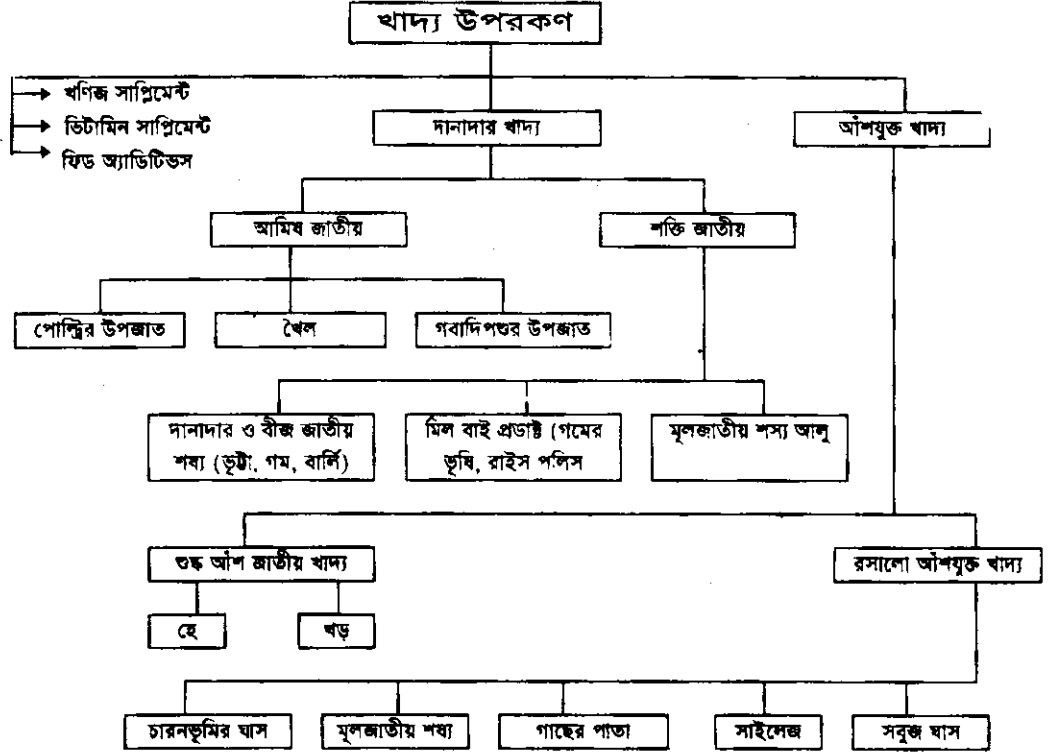 খাদ্য উপরকণ
খণিজ সাপ্লিমেন্ট
ভিটামিন সাপ্লিমেন্ট
ফিড অ্যাডিটিভস
দানাদার খাদ্য
আঁশযুক্ত খাদ্য
আমিষ জাতীয়
শক্তি জাতীয়
পোল্ট্রির উপজাত
খৈল
গবাদিপশুর উপজাত
দানাদার ও বীজ জাতীয়
শষ্য (ভূট্টা, গম, বার্লি)
মিল বাই প্রডাক্ট (গমের
ভূষি, রাইস পলিস
মূলজাতীয় শস্য আলু
শুষ্ক আঁশ জাতীয় খাদ্য
রসালো আঁশযুক্ত খাদ্য
হে
খড়
চারনভূমির ঘাস
মূলজাতীয় শষ্য
গাছের পাতা
সাইলেজ
সবুজ ঘাস